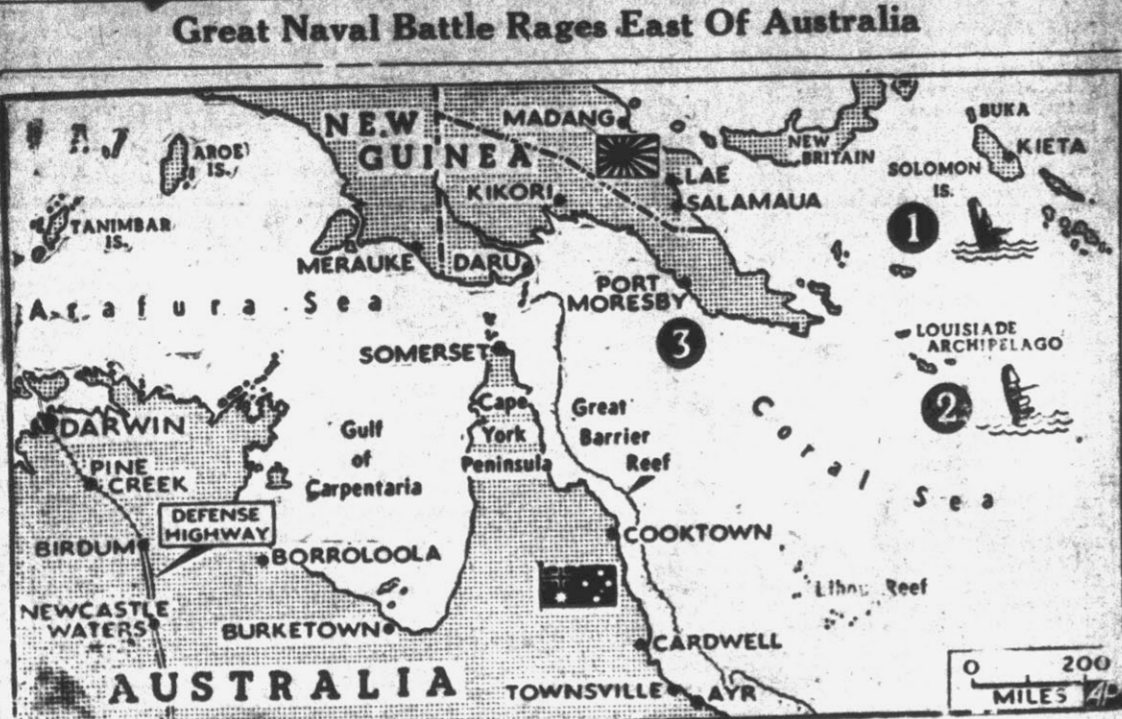 Great Naval Battle Rages East Of Australia
NEW
GUINEA
MADANG
BUKA
KIETA
NEW
BRITAIN
SOLOMON
IS.
AROE
IS.
LAE
KIKORI
SALAMAUA
TANIMBAR
IS.
1
MERAUKE
DARU
PORT
MORESBY
Arafura Sea
3
LOUISIADE
ARCHIPELAGO
SOMERSET
2
Cape
York
Peninsula
Great
Barrier
Reef
Coral Sea
DARWIN
Gulf
of
Carpentaria
PINE
CREEK
DEFENSE
HIGHWAY
COOKTOWN
BIRDUM
BORROLOOLA
Lihou Reef
NEWCASTLE
WATERS
BURKETOWN
CARDWELL
AUSTRALIA
TOWNSVILLE
AYR
0 200
MILES
AP